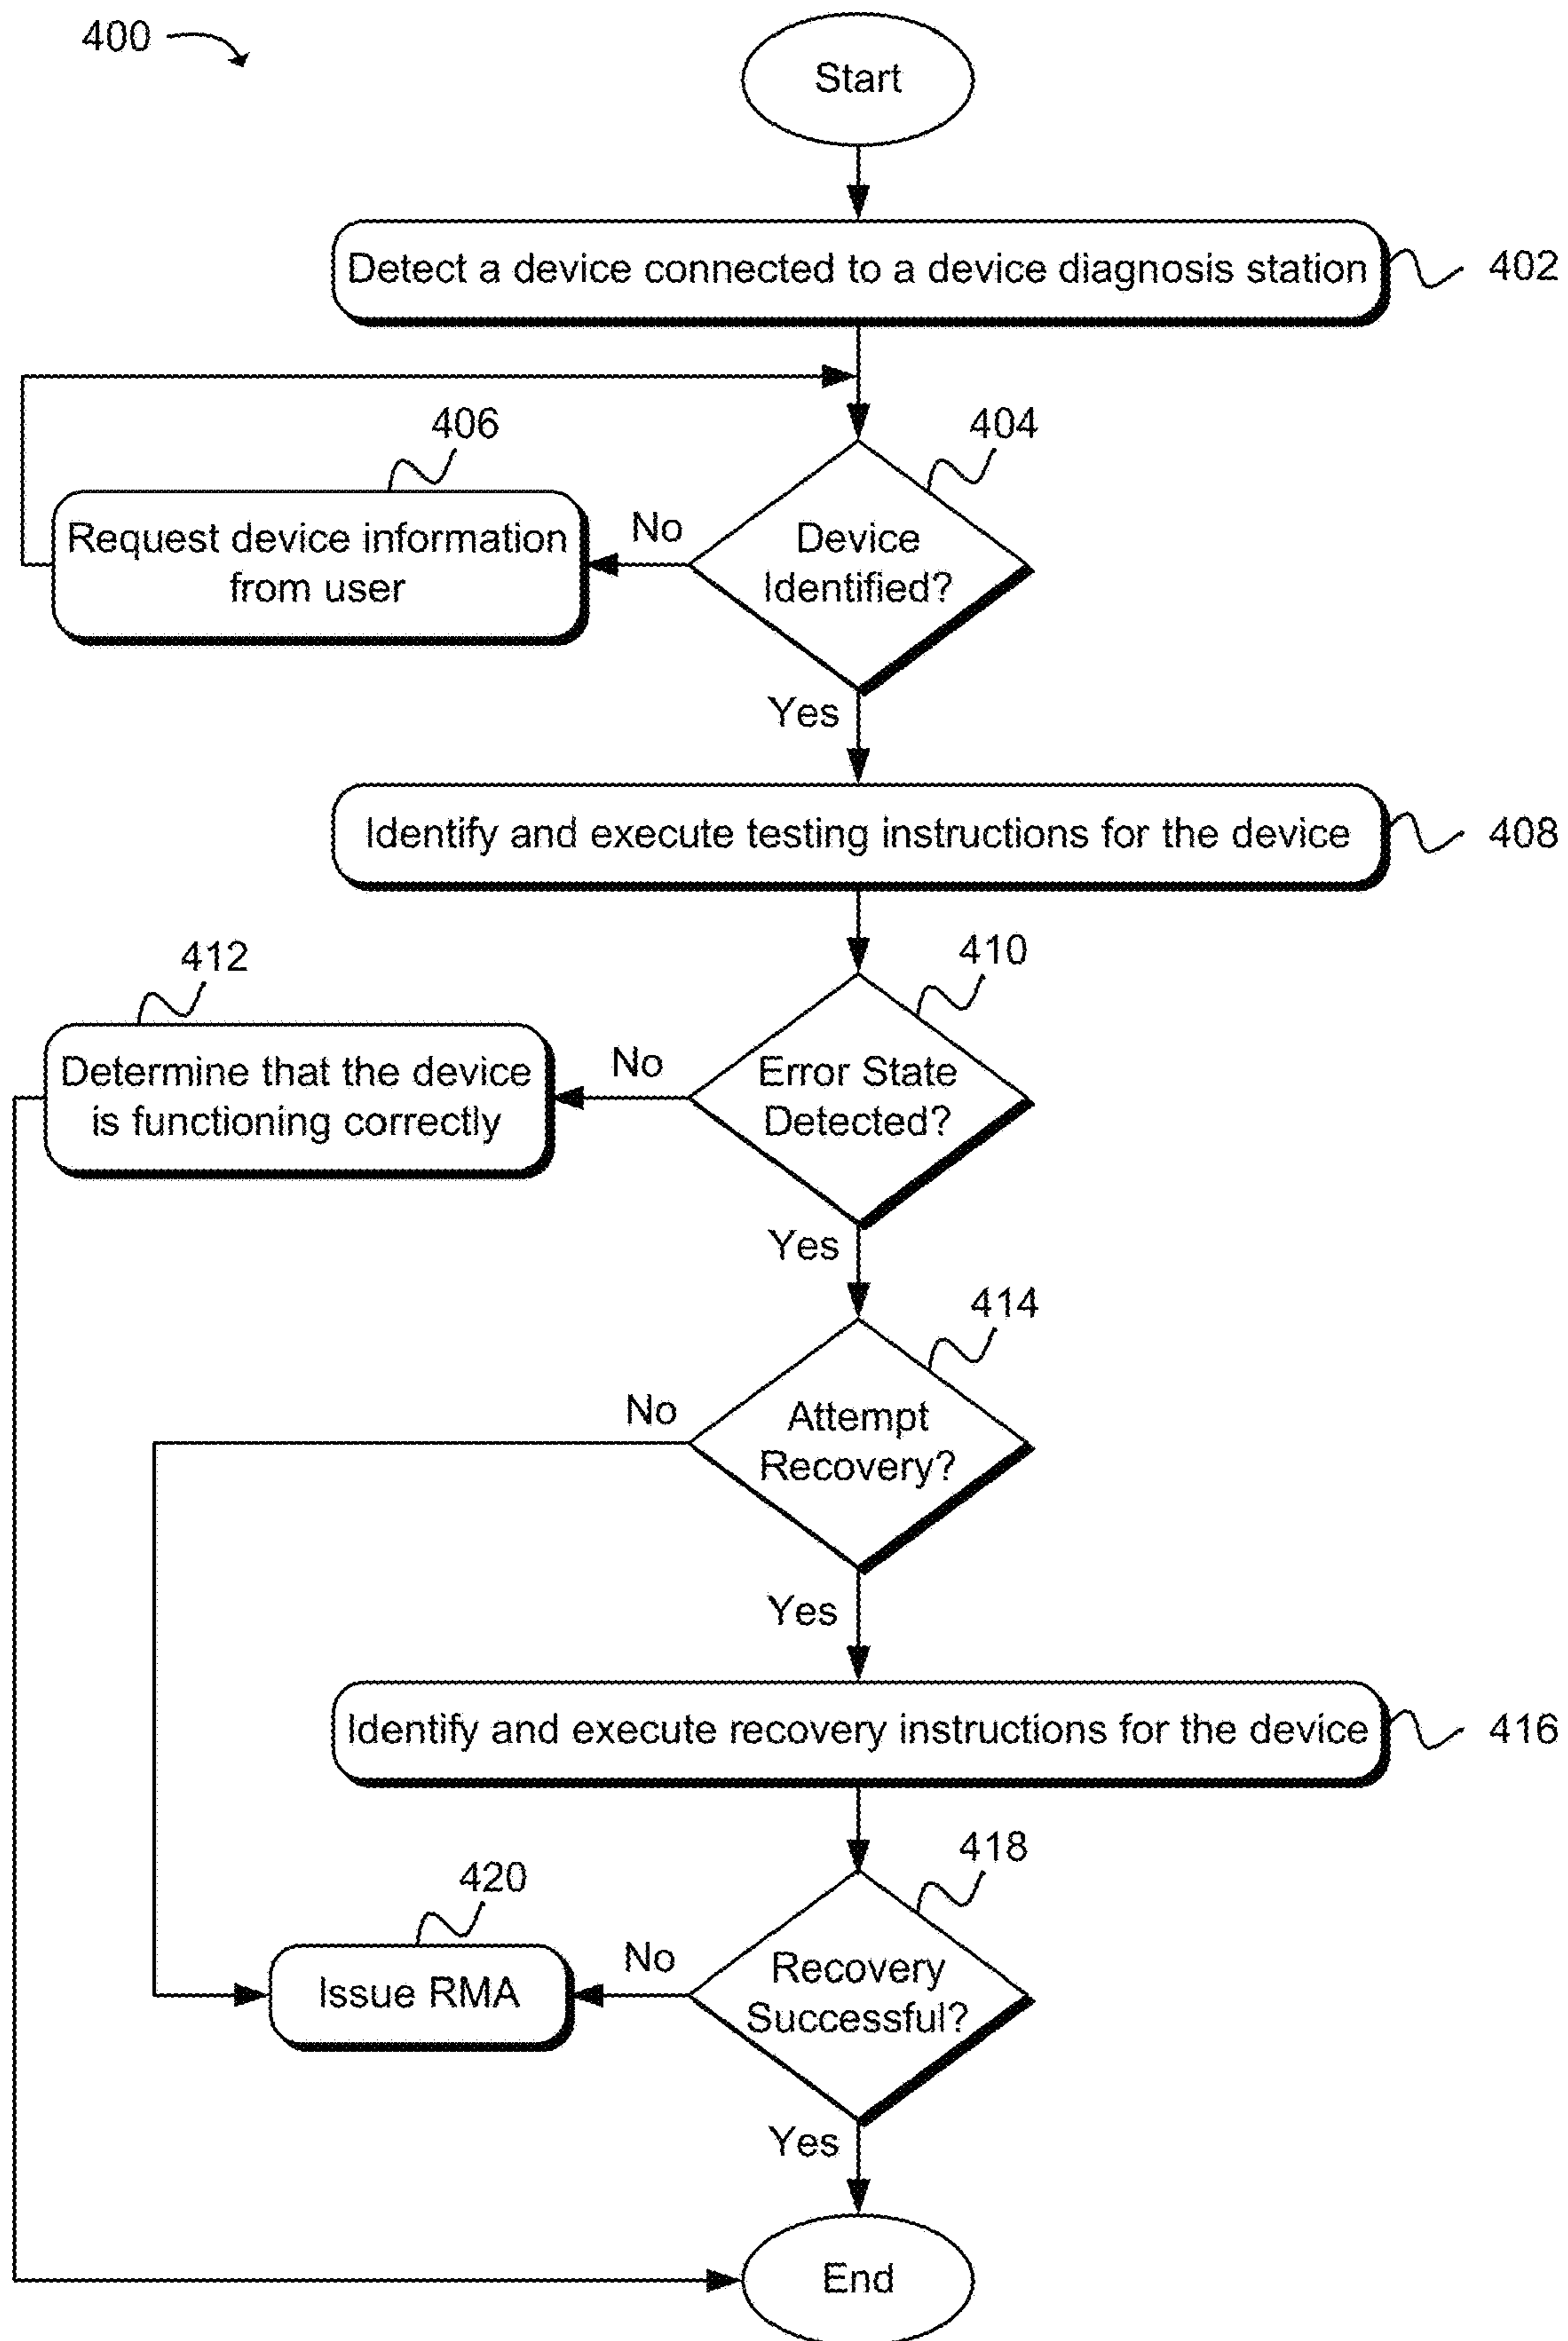 400
Start
Detect a device connected to a device diagnosis station
402
406
404
Request device information
from user
No
Device
Identified?
Yes
Identify and execute testing instructions for the device
408
412
410
Determine that the device
is functioning correctly
No
Error State
Detected?
Yes
414
No
Attempt
Recovery?
Yes
Identify and execute recovery instructions for the device
416
418
420
Issue RMA
No
Recovery
Successful?
Yes
End